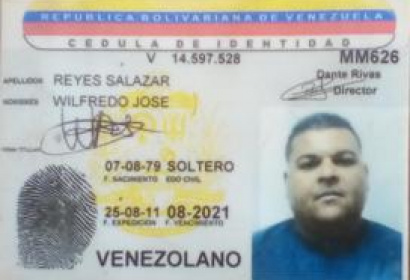 REPUBLICA BOLIVARIANA DE VENEZUELA
CEDULA DE IDENTIDAD
V 14.597.528 MM626
APELLIDOS REYES SALAZAR
Dante Rivas
Director
NOMBRES WILFREDO JOSE
07-08-79 SOLTERO
F. NACIMIENTO EDO CIVIL
25-08-11 08-2021
F. EXPEDICION F. VENCIMIENTO
VENEZOLANO